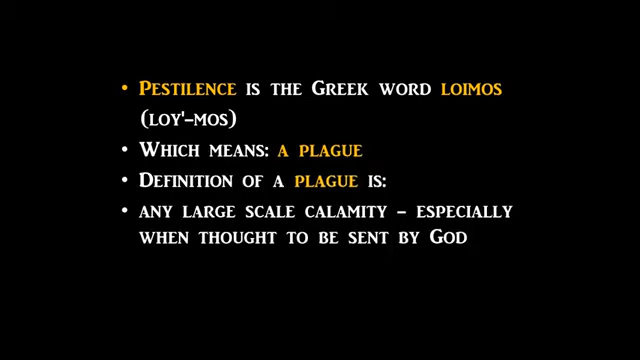 • Pestilence is the Greek word loimos
(loy'-mos)
• Which means: a plague
• Definition of a plague is:
• any large scale calamity - especially
when thought to be sent by God